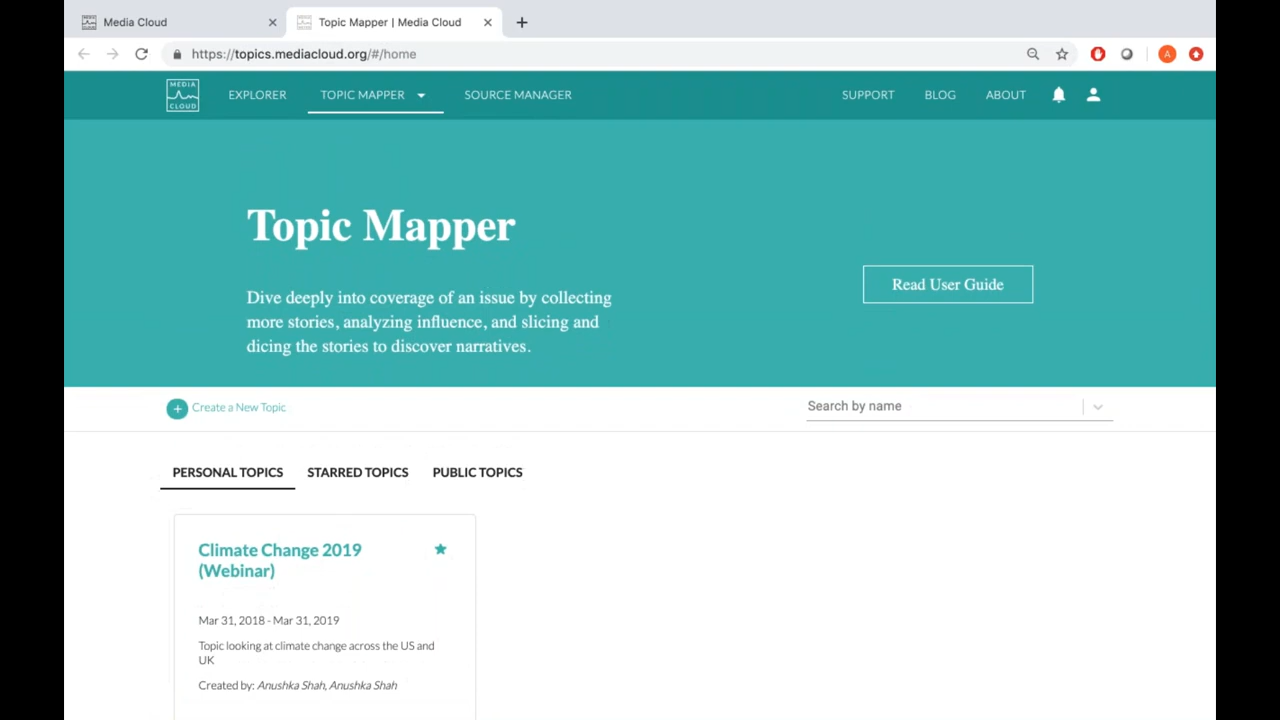 Media Cloud
Topic Mapper | Media Cloud
https://topics.mediacloud.org/#/home
A
MEDIA
CLOUD
EXPLORER
TOPIC MAPPER
SOURCE MANAGER
SUPPORT
BLOG
ABOUT
Topic Mapper
Dive deeply into coverage of an issue by collecting
more stories, analyzing influence, and slicing and
dicing the stories to discover narratives.
Read User Guide
Create a New Topic
Search by name
PERSONAL TOPICS
STARRED TOPICS
PUBLIC TOPICS
Climate Change 2019
(Webinar)
Mar 31, 2018 - Mar 31, 2019
Topic looking at climate change across the US and
UK
Created by: Anushka Shah, Anushka Shah